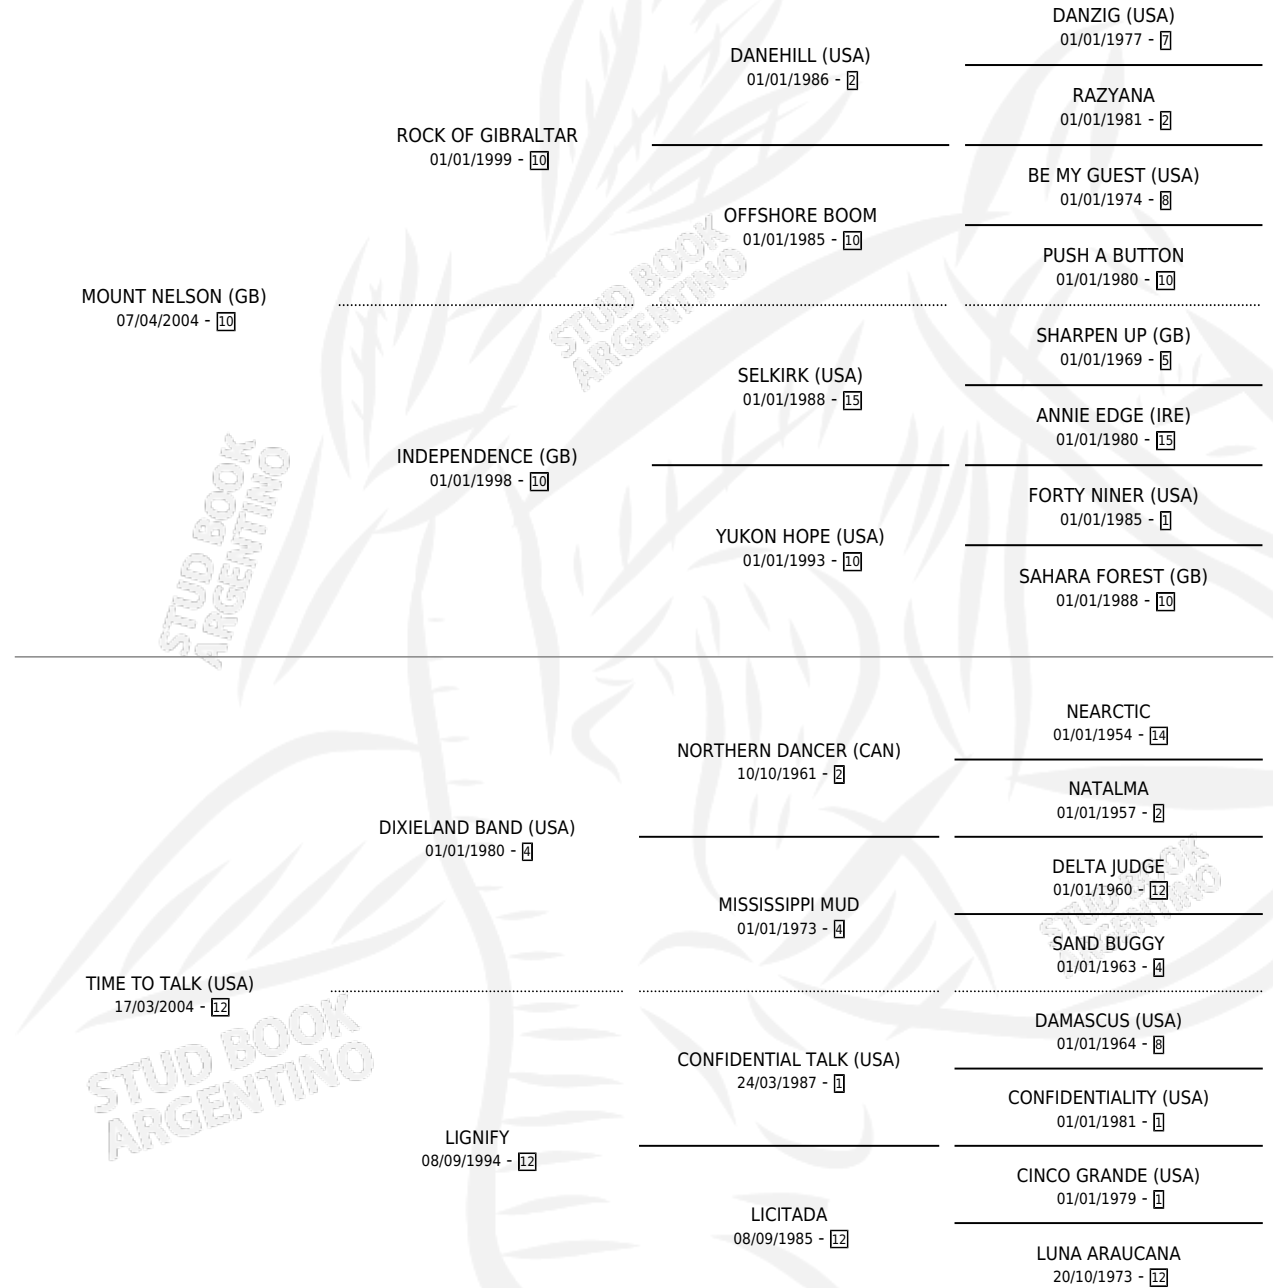 DANZIG (USA)
01/01/1977 - 7
DANEHILL (USA)
01/01/1986 - 2
RAZYANA
01/01/1981 - 2
ROCK OF GIBRALTAR
01/01/1999 - 10
BE MY GUEST (USA)
01/01/1974 - 8
OFFSHORE BOOM
01/01/1985 - 10
PUSH A BUTTON
01/01/1980 - 10
MOUNT NELSON (GB)
07/04/2004 - 10
SHARPEN UP (GB)
01/01/1969 - 5
SELKIRK (USA)
01/01/1988 - 15
ANNIE EDGE (IRE)
01/01/1980 - 15
INDEPENDENCE (GB)
01/01/1998 - 10
FORTY NINER (USA)
01/01/1985 - 1
YUKON HOPE (USA)
01/01/1993 - 10
SAHARA FOREST (GB)
01/01/1988 - 10
STUD BOOK
ARGENTINO
STUD BOOK
ARGENTINO
NEARCTIC
01/01/1954 - 14
NORTHERN DANCER (CAN)
10/10/1961 - 2
NATALMA
01/01/1957 - 2
DIXIELAND BAND (USA)
01/01/1980 - 4
DELTA JUDGE
01/01/1960 - 12
MISSISSIPPI MUD
01/01/1973 - 4
SAND BUGGY
01/01/1963 - 4
STUD BOOK
ARGENTINO
TIME TO TALK (USA)
17/03/2004 - 12
DAMASCUS (USA)
01/01/1964 - 8
CONFIDENTIAL TALK (USA)
24/03/1987 - 1
CONFIDENTIALITY (USA)
01/01/1981 - 1
STUD BOOK
ARGENTINO
LIGNIFY
08/09/1994 - 12
CINCO GRANDE (USA)
01/01/1979 - 1
LICITADA
08/09/1985 - 12
LUNA ARAUCANA
20/10/1973 - 12